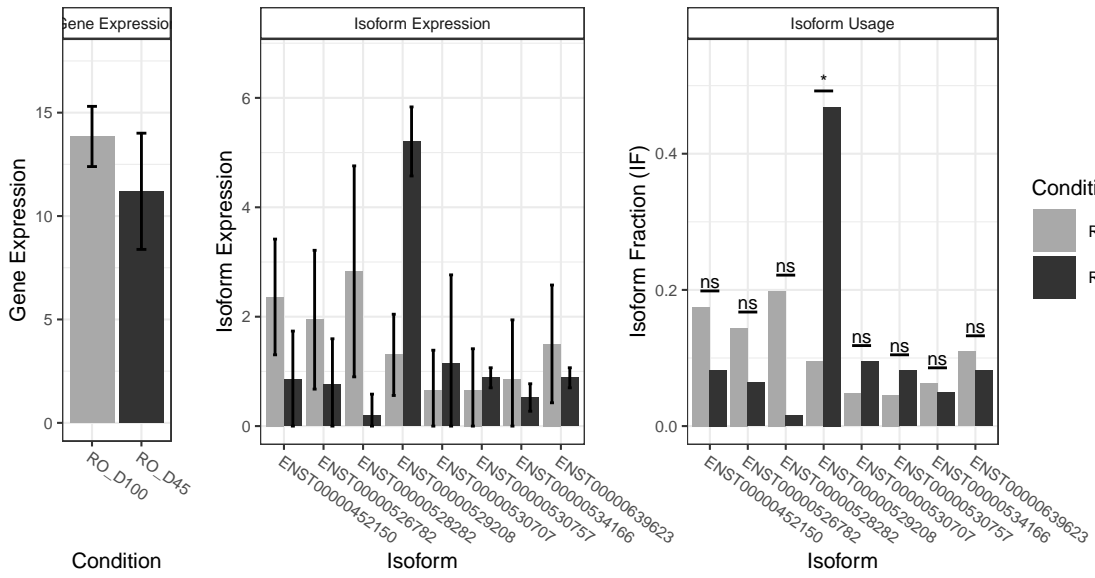 Gene Expression
Isoform Expression
Isoform Usage
Gene Expression
15
10
5
0
RO_D100
RO_D45
Condition
Isoform Expression
6
4
2
0
ENST00000452150
ENST00000526782
ENST00000528282
ENST00000529208
ENST00000530707
ENST00000530757
ENST00000534166
ENST00000639623
Isoform
Isoform Fraction (IF)
0.4
0.2
0.0
ns
ns
ns
*
ns
ns
ns
ns
ENST00000452150
ENST00000526782
ENST00000528282
ENST00000529208
ENST00000530707
ENST00000530757
ENST00000534166
ENST00000639623
Isoform
Conditi
R
R